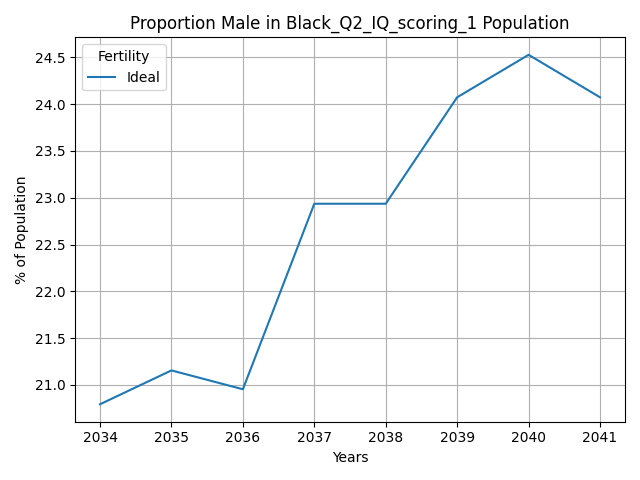 Proportion Male in Black_Q2_IQ_scoring_1 Population
Fertility
Ideal
% of Population
24.5
24.0
23.5
23.0
22.5
22.0
21.5
21.0
2034 2035 2036 2037 2038 2039 2040 2041
Years